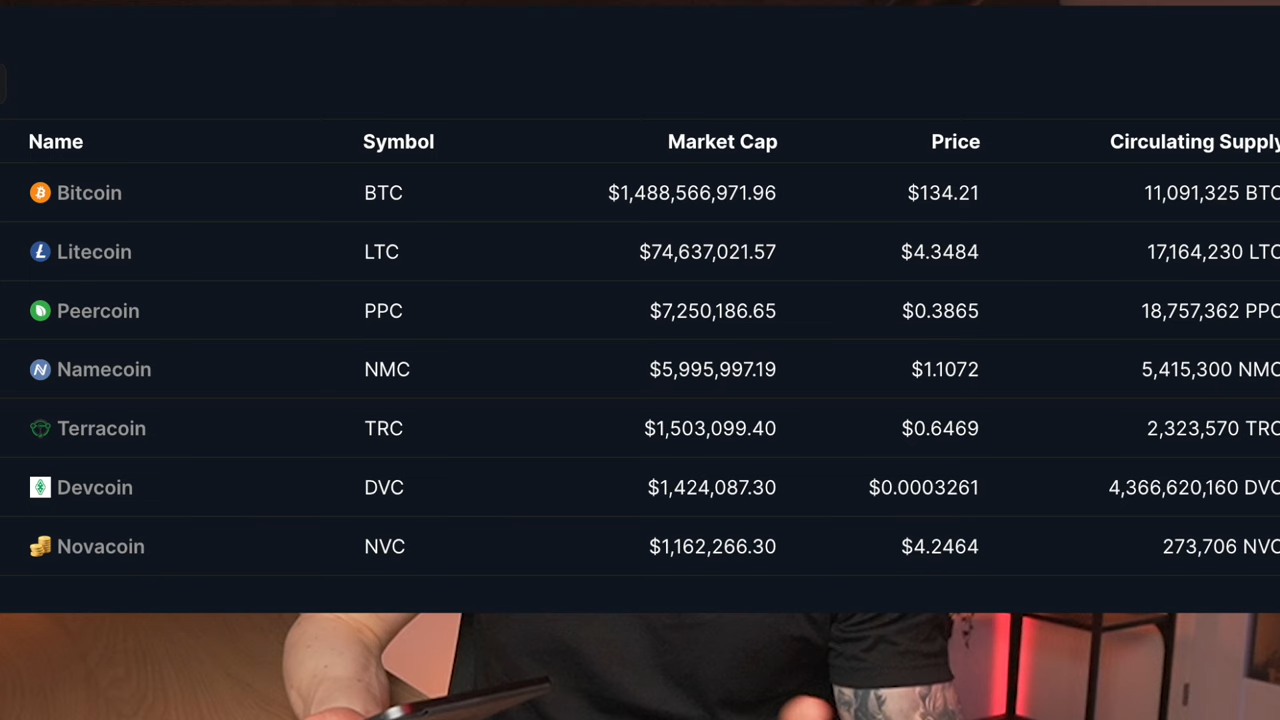 Name Symbol Market Cap Price Circulating Supply
Bitcoin BTC $1,488,566,971.96 $134.21 11,091,325 BTC
Litecoin LTC $74,637,021.57 $4.3484 17,164,230 LTC
Peercoin PPC $7,250,186.65 $0.3865 18,757,362 PPC
Namecoin NMC $5,995,997.19 $1.1072 5,415,300 NMC
Terracoin TRC $1,503,099.40 $0.6469 2,323,570 TRC
Devcoin DVC $1,424,087.30 $0.0003261 4,366,620,160 DVC
Novacoin NVC $1,162,266.30 $4.2464 273,706 NVC